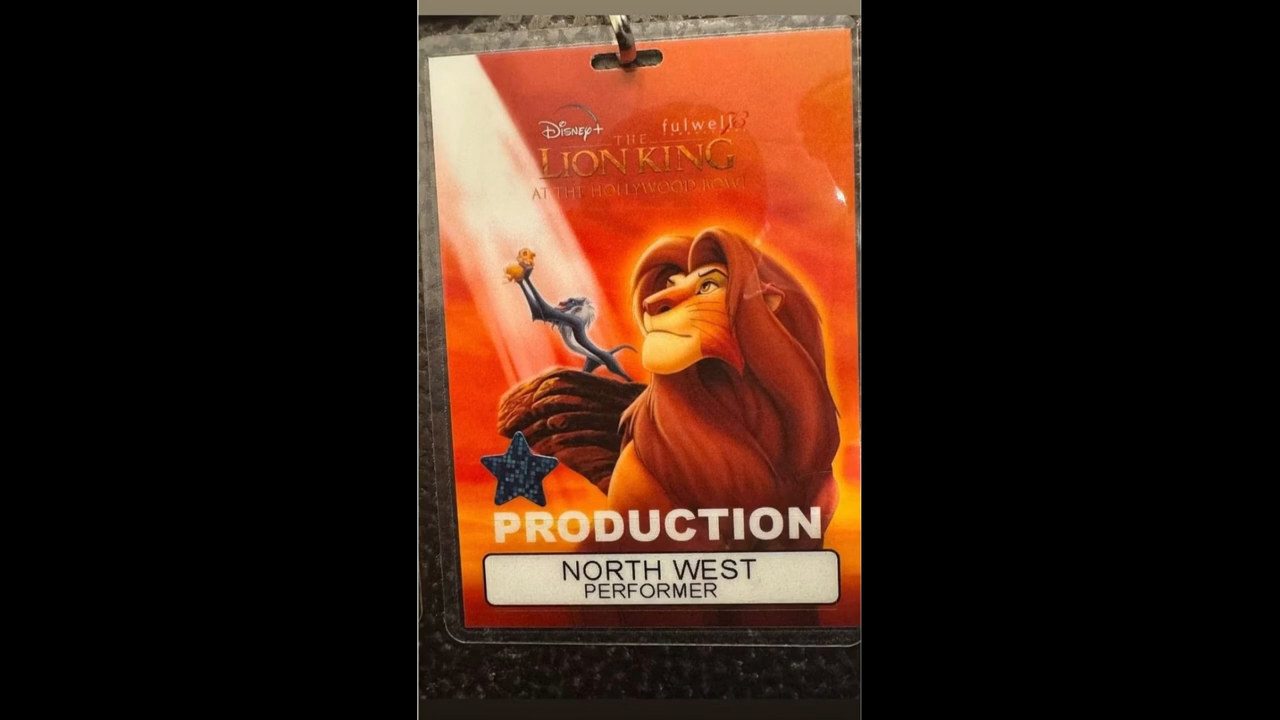 Disney+ fulwell73
THE
LION KING
AT THE HOLLYWOOD BOWL
PRODUCTION
NORTH WEST
PERFORMER